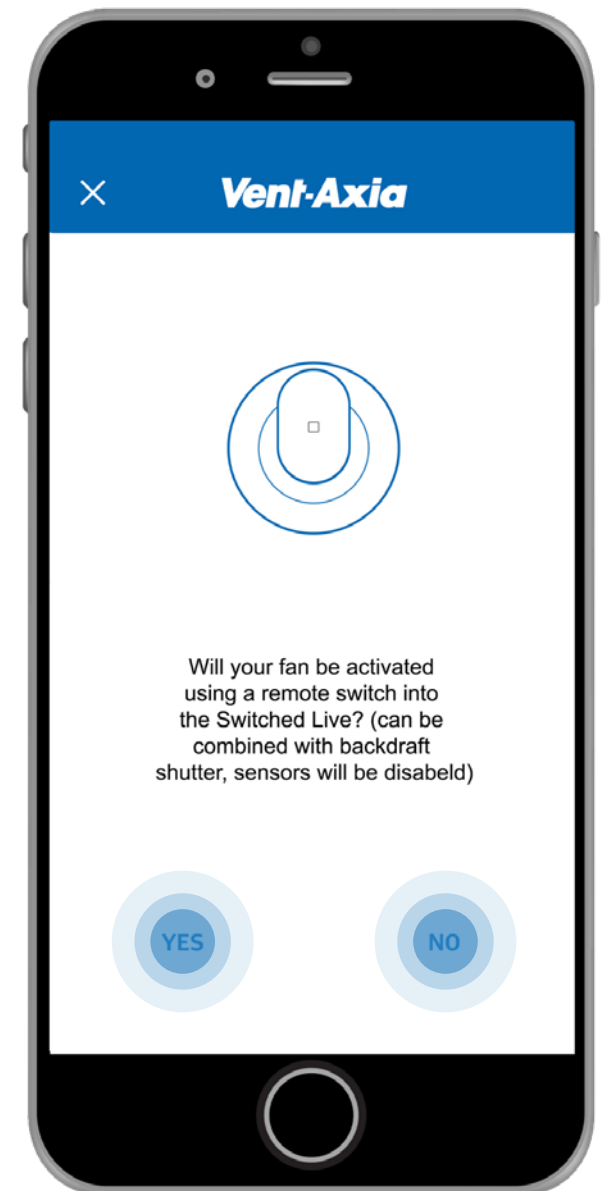 Vent-Axia
Will your fan be activated
using a remote switch into
the Switched Live? (can be
combined with backdraft
shutter, sensors will be disabeld)
YES
NO